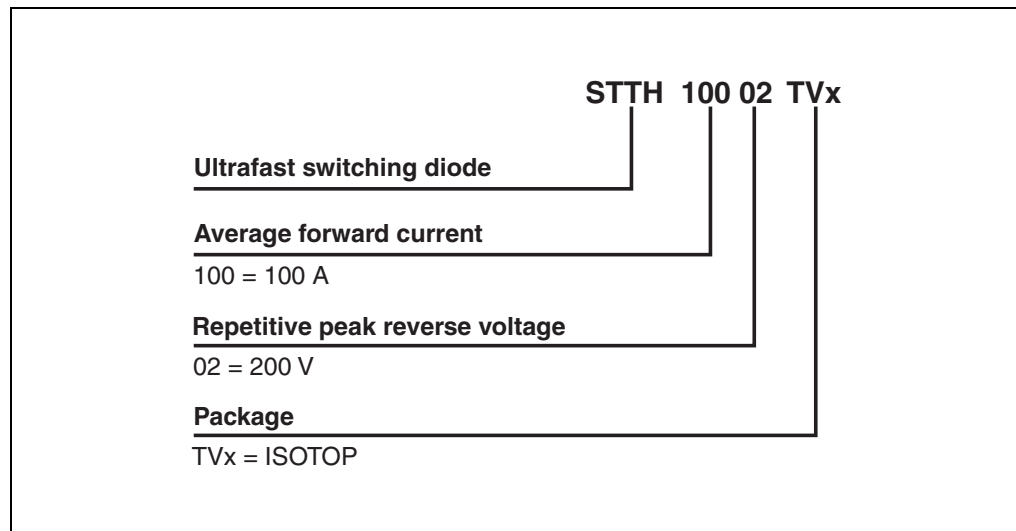 STTH 100 02 TVx
Ultrafast switching diode
Average forward current
100 = 100 A
Repetitive peak reverse voltage
02 = 200 V
Package
TVx = ISOTOP